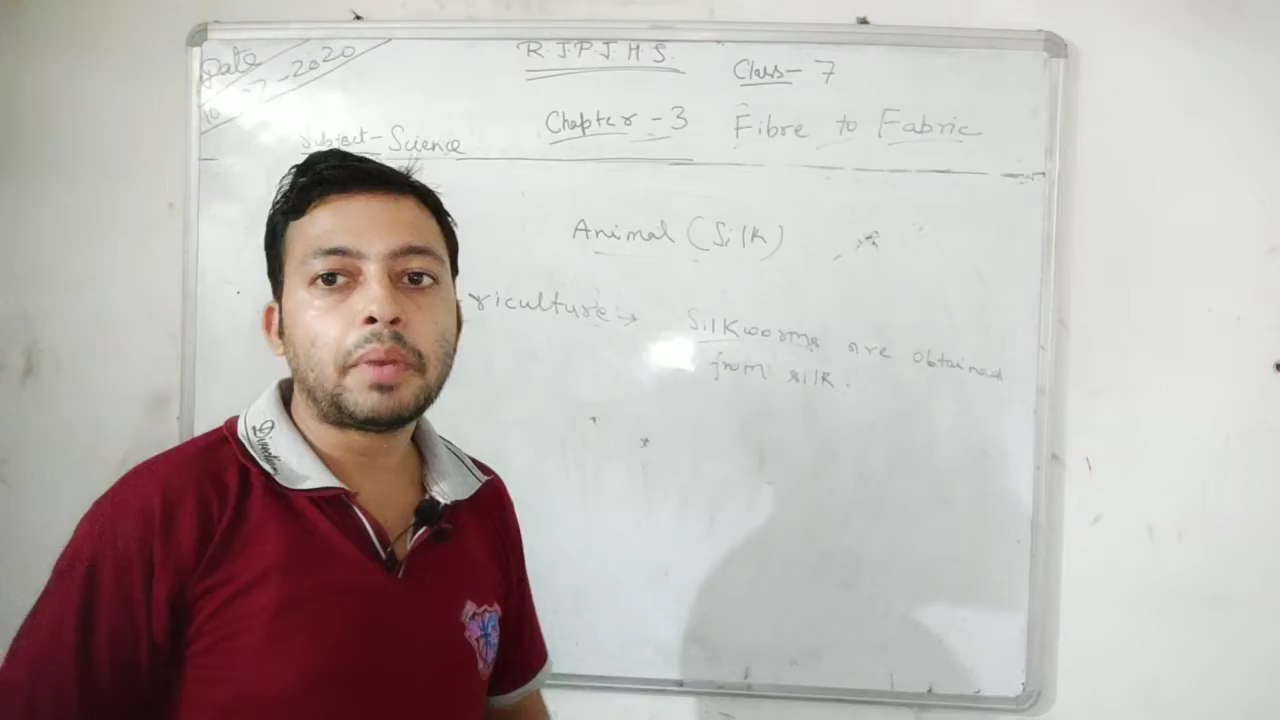 R.J.P.J.H.S.
Date
10-7-2020
Class-7
Chapter-3 Fibre to Fabric
Subject-Science
Animal (Silk)
riculture → Silkworms are obtained
from silk.